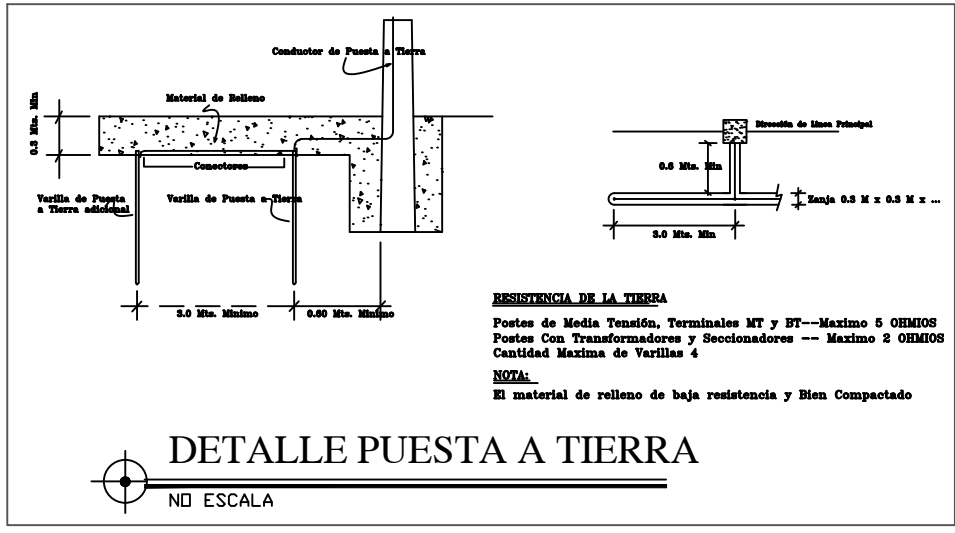 Conductor de Puesta a Tierra
Material de Relleno
0.3 Mts. Min
Conectores
Varilla de Puesta
a Tierra adicional
Varilla de Puesta a Tierra
3.0 Mts. Minimo
0.60 Mts. Minimo
Dirección de Linea Principal
0.6 Mts. Min
Zanja 0.3 M x 0.3 M x ...
3.0 Mts. Min
RESISTENCIA DE LA TIERRA
Postes de Media Tensión, Terminales MT y BT--Maximo 5 OHMIOS
Postes Con Transformadores y Seccionadores -- Maximo 2 OHMIOS
Cantidad Maxima de Varillas 4
NOTA:
El material de relleno de baja resistencia y Bien Compactado
DETALLE PUESTA A TIERRA
NO ESCALA